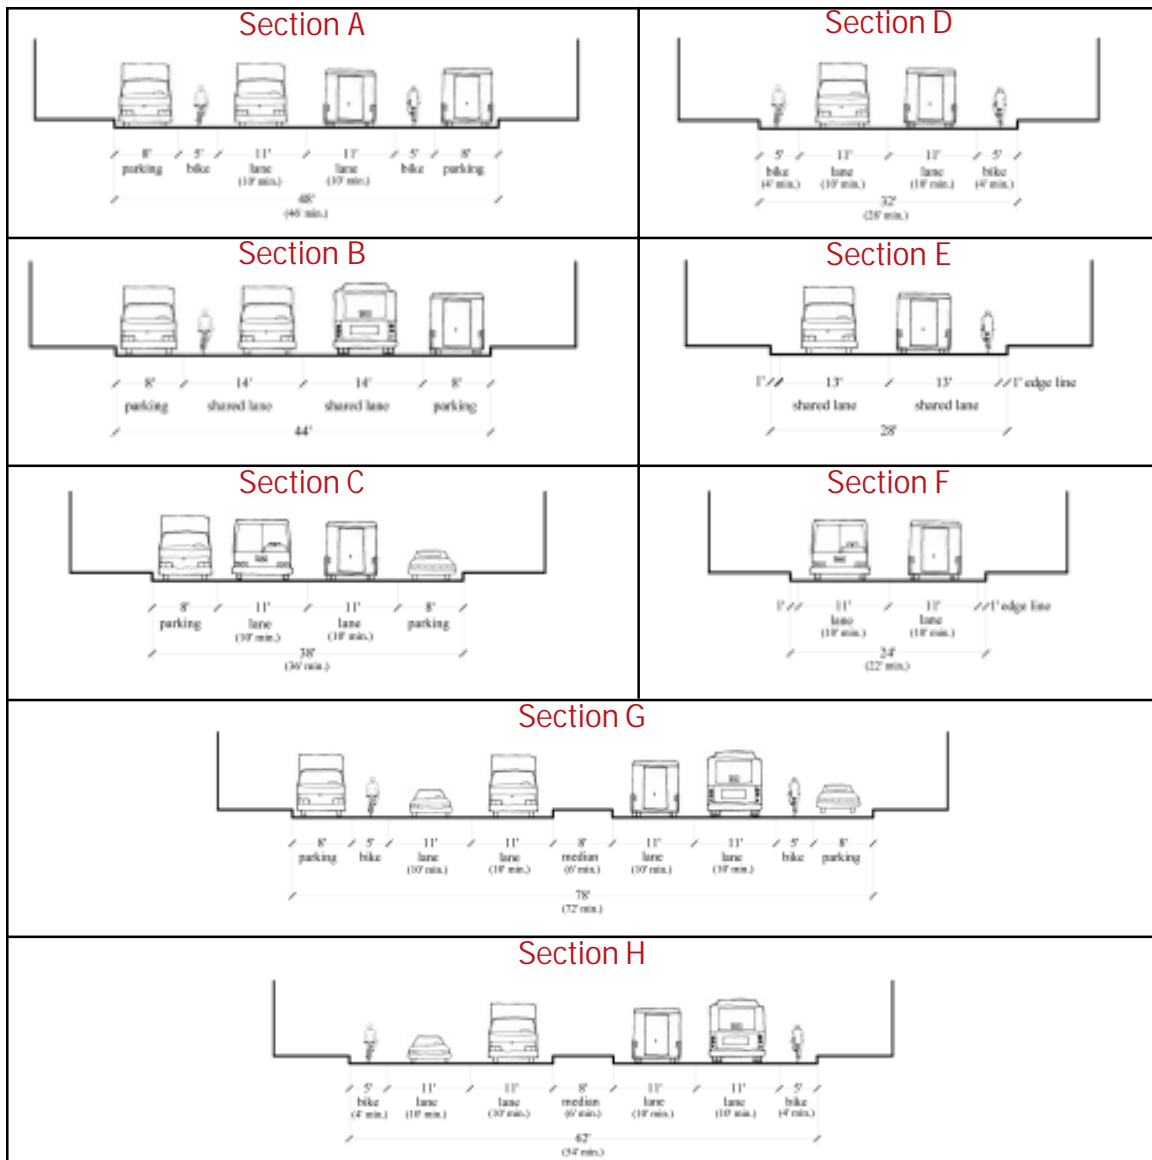 Section A
8' 5' 11' 11' 5' 8'
parking bike lane lane bike parking
(10' min.) (10' min.)
48'
(46' min.)
Section D
5' 11' 11' 5'
bike lane lane bike
(4' min.) (10' min.) (10' min.) (4' min.)
32'
(28' min.)
Section B
8' 14' 14' 8'
parking shared lane shared lane parking
44'
Section E
1' 13' 13' 1' edge line
shared lane shared lane
28'
Section C
8' 11' 11' 8'
parking lane lane parking
(10' min.) (10' min.)
38'
(36' min.)
Section F
1' 11' 11' 1' edge line
lane lane
(10' min.) (10' min.)
24'
(22' min.)
Section G
8' 5' 11' 11' 8' 11' 11' 5' 8'
parking bike lane lane median lane lane bike parking
(10' min.) (10' min.) (6' min.) (10' min.) (10' min.)
78'
(72' min.)
Section H
5' 11' 11' 8' 11' 11' 5'
bike lane lane median lane lane bike
(4' min.) (10' min.) (10' min.) (6' min.) (10' min.) (10' min.) (4' min.)
62'
(54' min.)